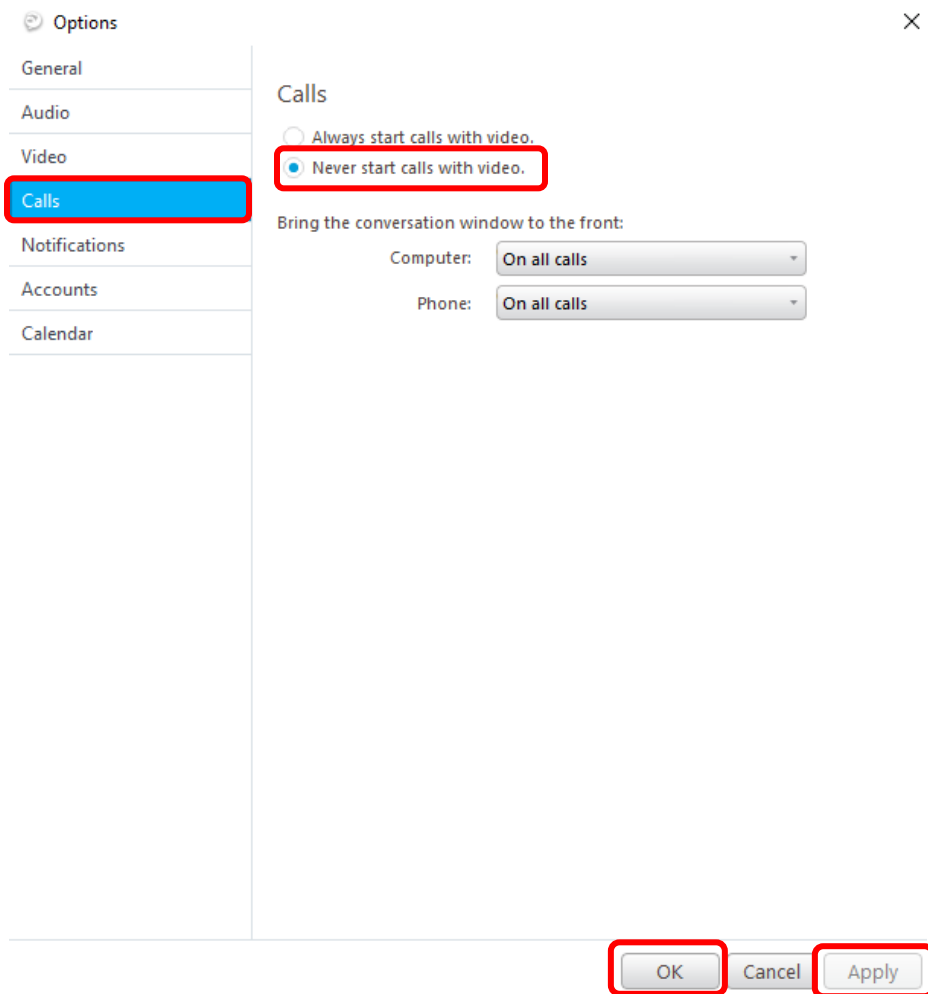 Options
General
Audio
Video
Calls
Notifications
Accounts
Calendar
Calls
Always start calls with video.
Never start calls with video.
Bring the conversation window to the front:
Computer: On all calls
Phone: On all calls
OK Cancel Apply